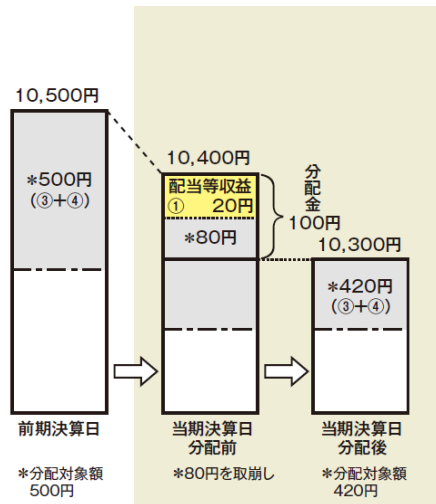 10,500円
*500円
(③+④)
前期決算日
*分配対象額
500円
10,400円
配当等収益
① 20円
*80円
分配金
100円
当期決算日
分配前
*80円を取崩し
10,300円
*420円
(③+④)
当期決算日
分配後
*分配対象額
420円